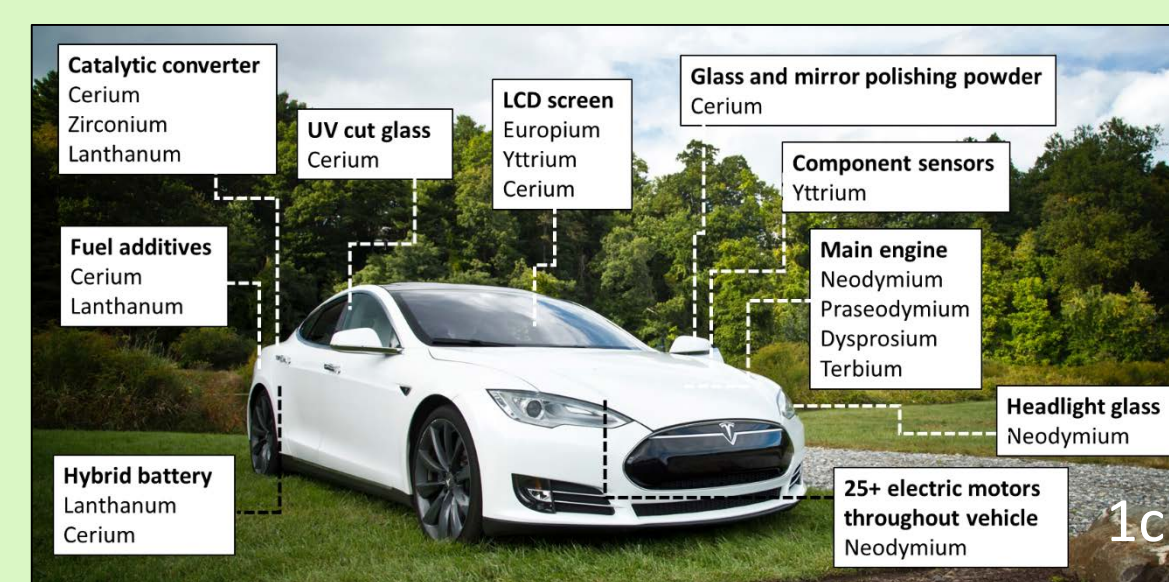 Catalytic converter
Cerium
Zirconium
Lanthanum
UV cut glass
Cerium
LCD screen
Europium
Yttrium
Cerium
Glass and mirror polishing powder
Cerium
Component sensors
Yttrium
Fuel additives
Cerium
Lanthanum
Main engine
Neodymium
Praseodymium
Dysprosium
Terbium
Headlight glass
Neodymium
Hybrid battery
Lanthanum
Cerium
25+ electric motors
throughout vehicle
Neodymium
1c